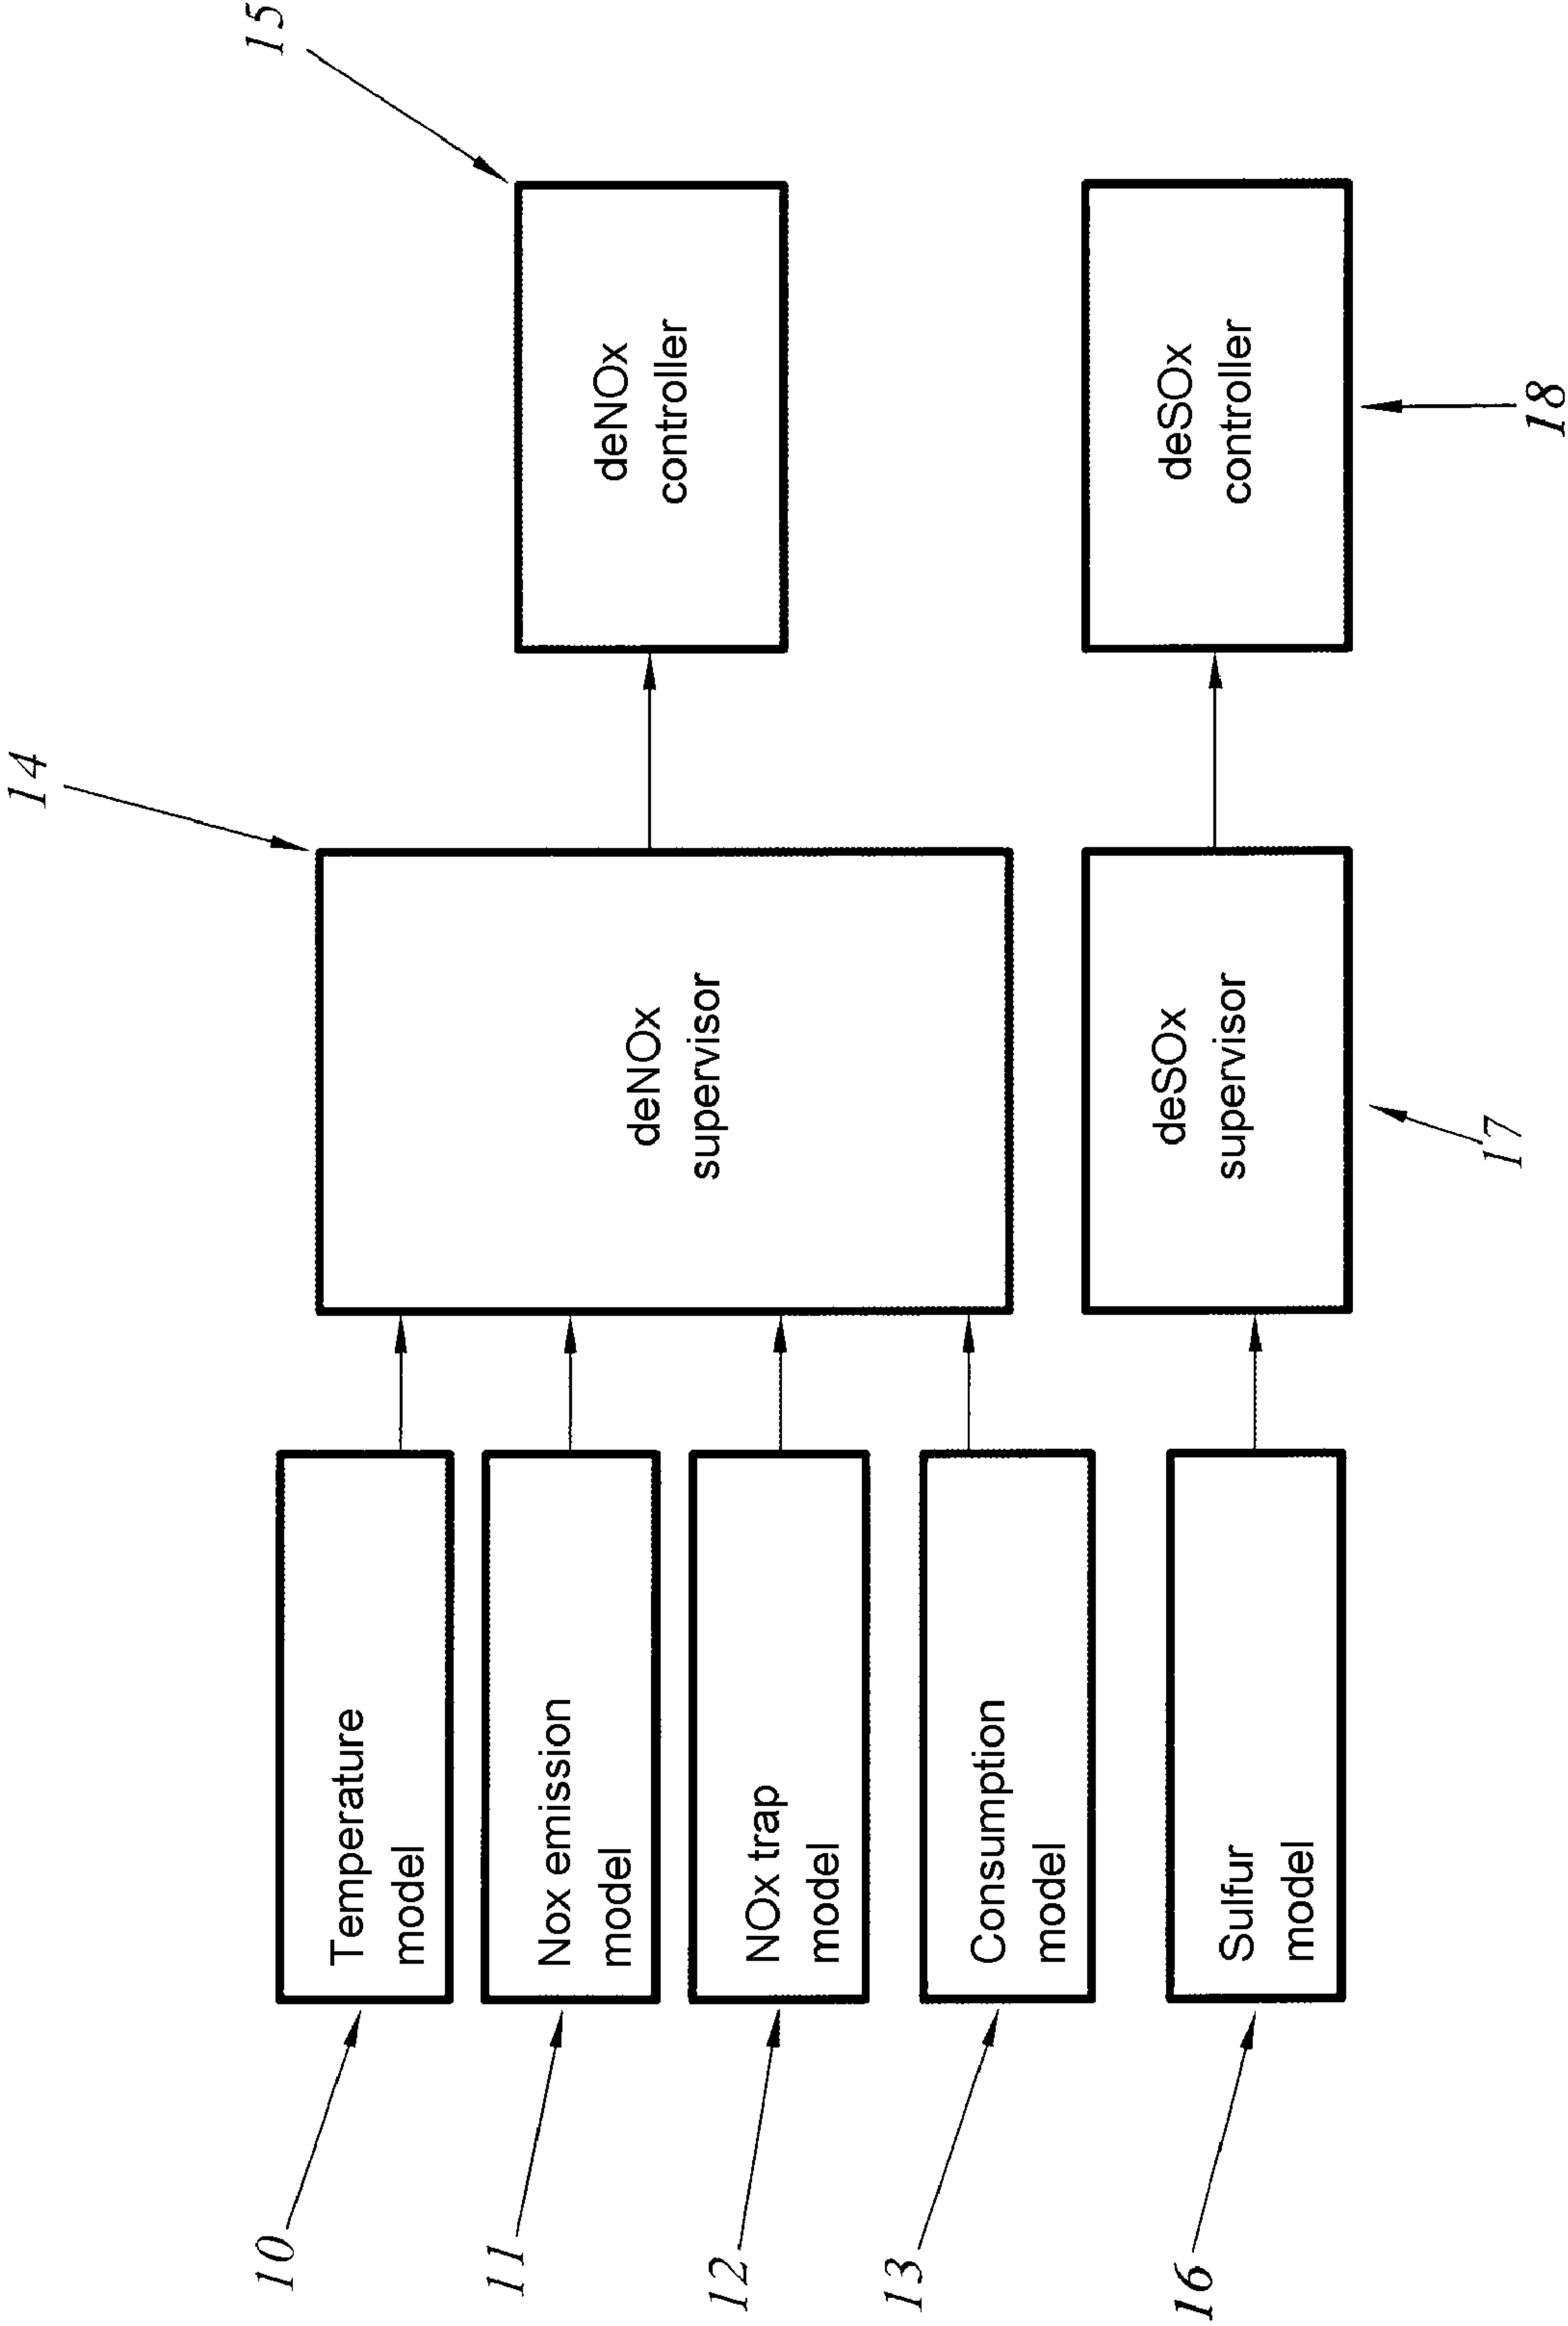 10
Temperature
model
11
Nox emission
model
12
NOx trap
model
13
Consumption
model
14
deNOx
supervisor
15
deNOx
controller
16
Sulfur
model
17
deSOx
supervisor
18
deSOx
controller